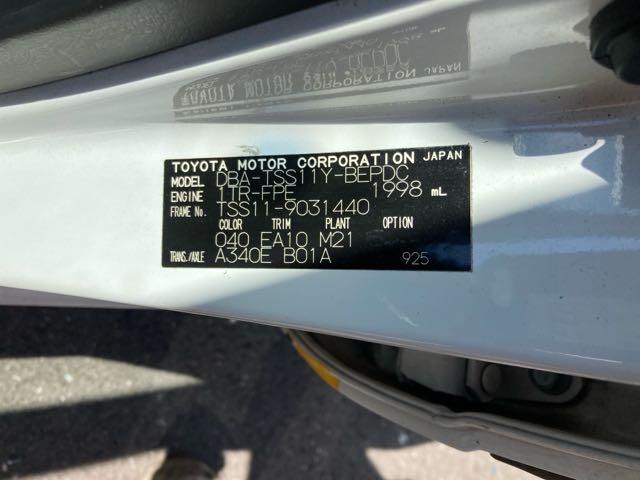 TOYOTA MOTOR CORPORATION JAPAN
MODEL DBA-TSS11Y-BEPDC
ENGINE 1TR-FPE 1998 mL
FRAME No. TSS11-9031440
COLOR TRIM PLANT
040 EA10 M21
TRANS./AXLE A340E B01A 925